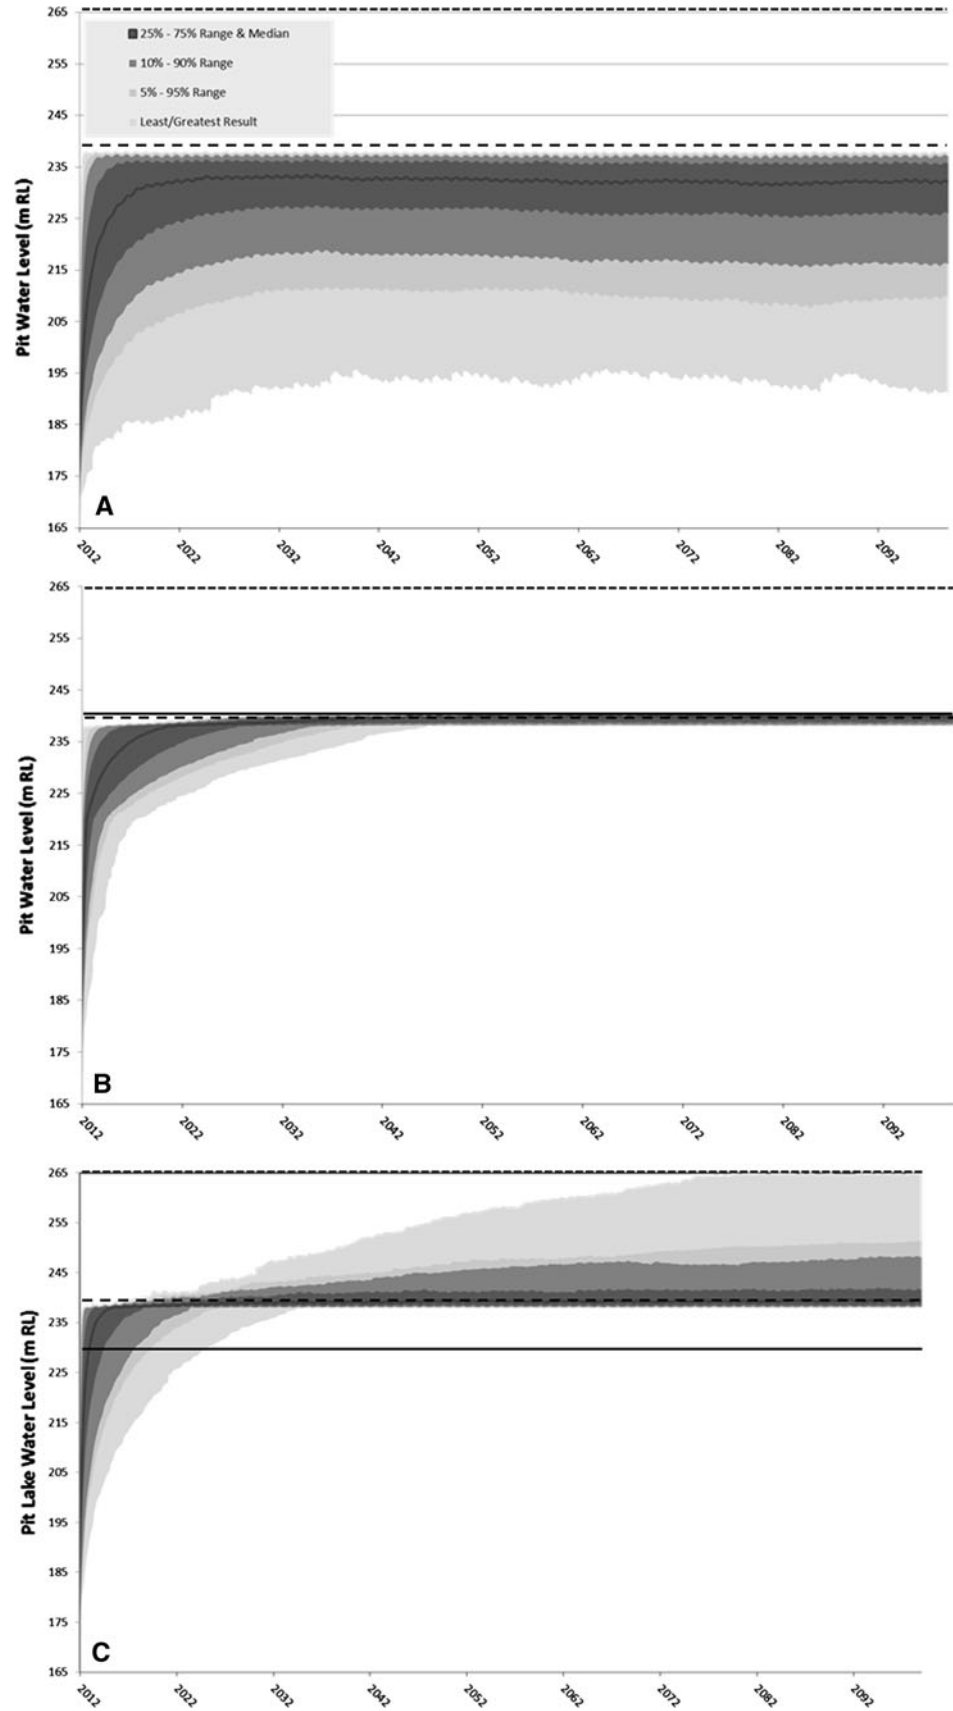 265
25% - 75% Range & Median
10% - 90% Range
5% - 95% Range
Least/Greatest Result
255
245
235
225
215
205
195
185
175
165
Pit Water Level (m RL)
A
2012 2022 2032 2042 2052 2062 2072 2082 2092
265
255
245
235
225
215
205
195
185
175
165
Pit Water Level (m RL)
B
2012 2022 2032 2042 2052 2062 2072 2082 2092
265
255
245
235
225
215
205
195
185
175
165
Pit Lake Water Level (m RL)
C
2012 2022 2032 2042 2052 2062 2072 2082 2092